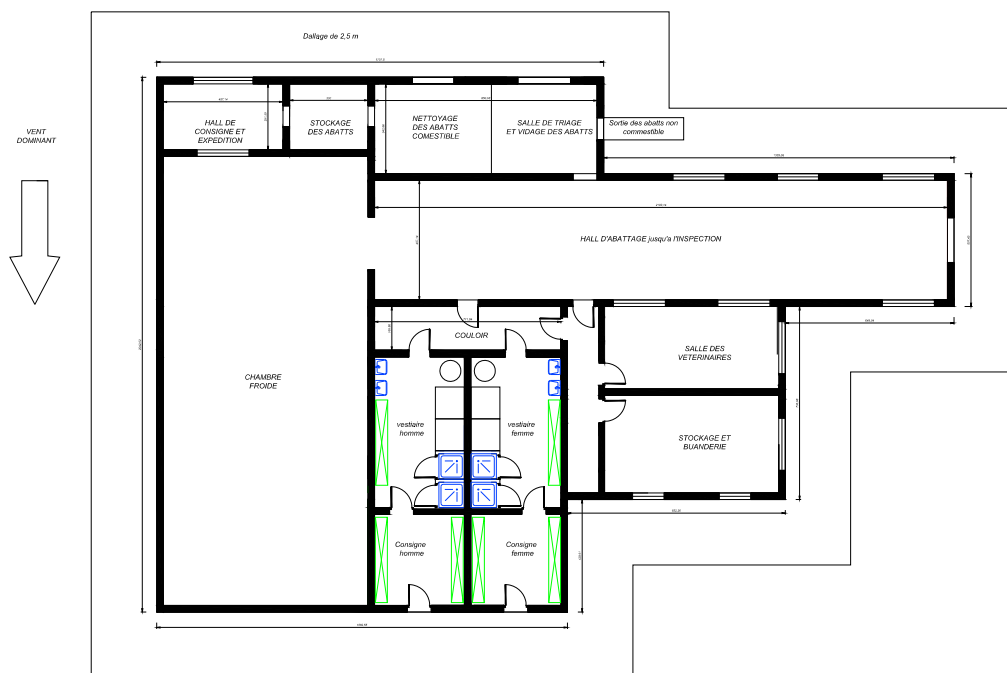 Dallage de 2,5 m
VENT
DOMINANT
HALL DE
CONSIGNE ET
EXPEDITION
STOCKAGE
DES ABATTS
NETTOYAGE
DES ABATTS
COMESTIBLE
SALLE DE TRIAGE
ET VIDAGE DES ABATTS
Sortie des abatts non
commestible
HALL D'ABATTAGE jusqu'a l'INSPECTION
COULOIR
SALLE DES
VETERINAIRES
CHAMBRE
FROIDE
vestiaire
homme
vestiaire
femme
STOCKAGE ET
BUANDERIE
Consigne
homme
Consigne
femme